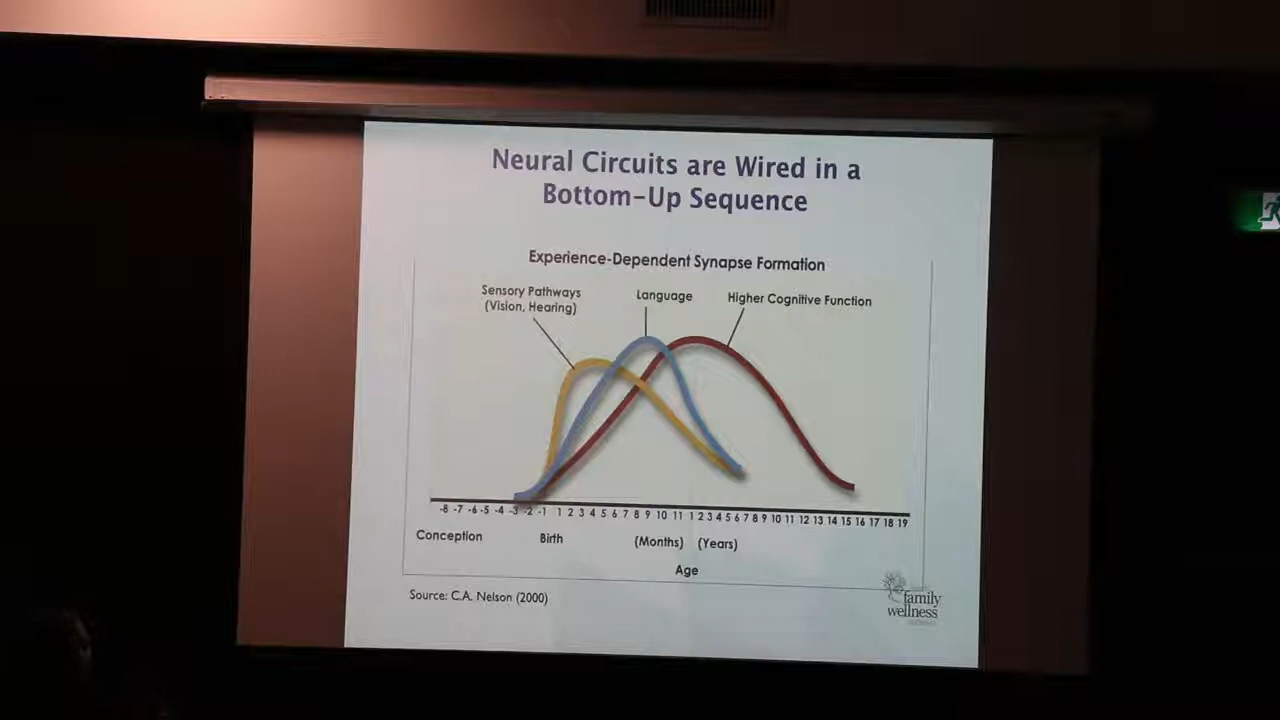 Neural Circuits are Wired in a
Bottom-Up Sequence
Experience-Dependent Synapse Formation
Sensory Pathways
(Vision, Hearing)
Language
Higher Cognitive Function
-8 -7 -6 -5 -4 -3 -2 -1 1 2 3 4 5 6 7 8 9 10 11 1 2 3 4 5 6 7 8 9 10 11 12 13 14 15 16 17 18 19
Conception Birth (Months) (Years)
Age
Source: C.A. Nelson (2000)
family
wellness